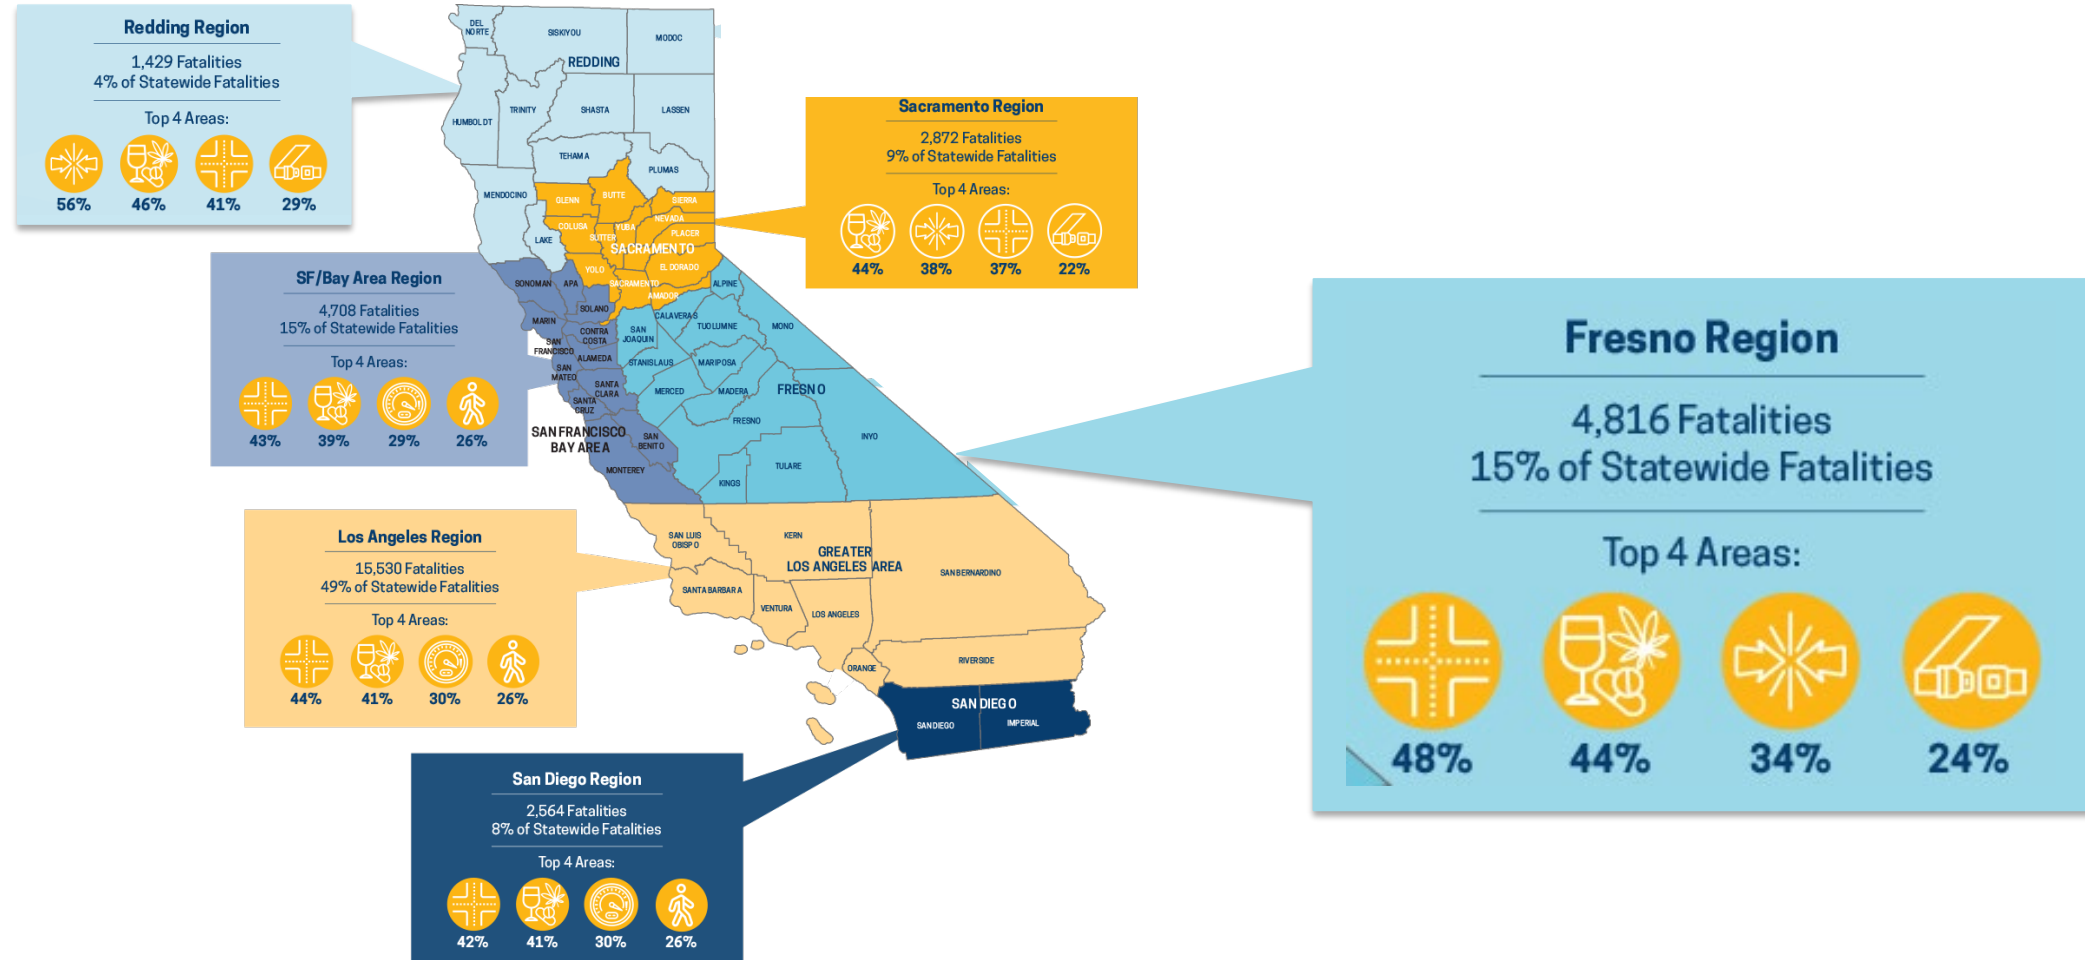 Redding Region
1,429 Fatalities
4% of Statewide Fatalities
Top 4 Areas:
56% 46% 41% 29%
Sacramento Region
2,872 Fatalities
9% of Statewide Fatalities
Top 4 Areas:
44% 38% 37% 22%
SF/Bay Area Region
4,708 Fatalities
15% of Statewide Fatalities
Top 4 Areas:
43% 39% 29% 26%
Fresno Region
4,816 Fatalities
15% of Statewide Fatalities
Top 4 Areas:
48% 44% 34% 24%
Los Angeles Region
15,530 Fatalities
49% of Statewide Fatalities
Top 4 Areas:
44% 41% 30% 26%
San Diego Region
2,564 Fatalities
8% of Statewide Fatalities
Top 4 Areas:
42% 41% 30% 26%
DEL
NORTE
SISKIYOU
MODOC
REDDING
HUMBOLDT
TRINITY
SHASTA
LASSEN
TEHAMA
PLUMAS
MENDOCINO
LAKE
GLENN
BUTTE
SIERRA
NEVADA
COLUSA
SUTTER
YUBA
PLACER
SACRAMENTO
YOLO
EL DORADO
SACRAMENTO
AMADOR
ALPINE
SONOMAN
APA
SOLANO
MARIN
CONTRA
COSTA
SAN
FRANCISCO
ALAMEDA
SAN
MATEO
SANTA
CLARA
SANTA
CRUZ
SAN FRANCISCO
BAY AREA
SAN
BENITO
MONTEREY
CALAVERAS
SAN
JOAQUIN
TUOLUMNE
MONO
STANISLAUS
MARIPOSA
MERCED
MADERA
FRESNO
FRESNO
INYO
TULARE
KINGS
SAN LUIS
OBISPO
KERN
GREATER
LOS ANGELES AREA
SAN BERNARDINO
SANTA BARBARA
VENTURA
LOS ANGELES
ORANGE
RIVERSIDE
SAN DIEGO
SAN DIEGO
IMPERIAL